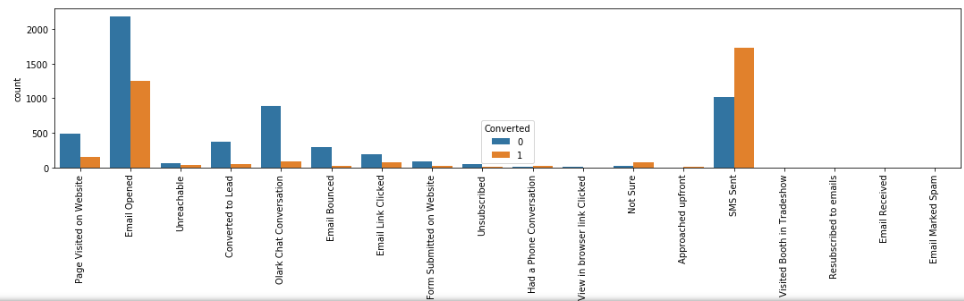 2000
1500
1000
500
0
count
Converted
0
1
Page Visited on Website
Email Opened
Unreachable
Converted to Lead
Olark Chat Conversation
Email Bounced
Email Link Clicked
Form Submitted on Website
Unsubscribed
Had a Phone Conversation
View in browser link Clicked
Not Sure
Approached upfront
SMS Sent
Visited Booth in Tradeshow
Resubscribed to emails
Email Received
Email Marked Spam